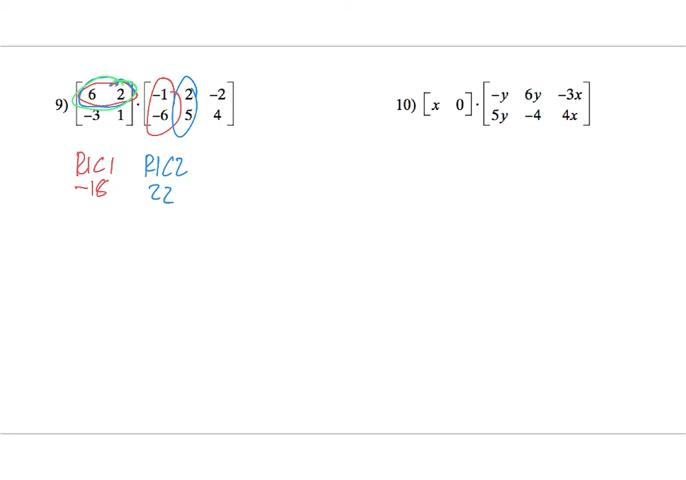 9) [ 6 2 ] · [ −1 2 −2 ]
[ −3 1 ] [ −6 5 4 ]
R1C1 R1C2
−18 22
10) [ x 0 ] · [ −y 6y −3x ]
[ 5y −4 4x ]